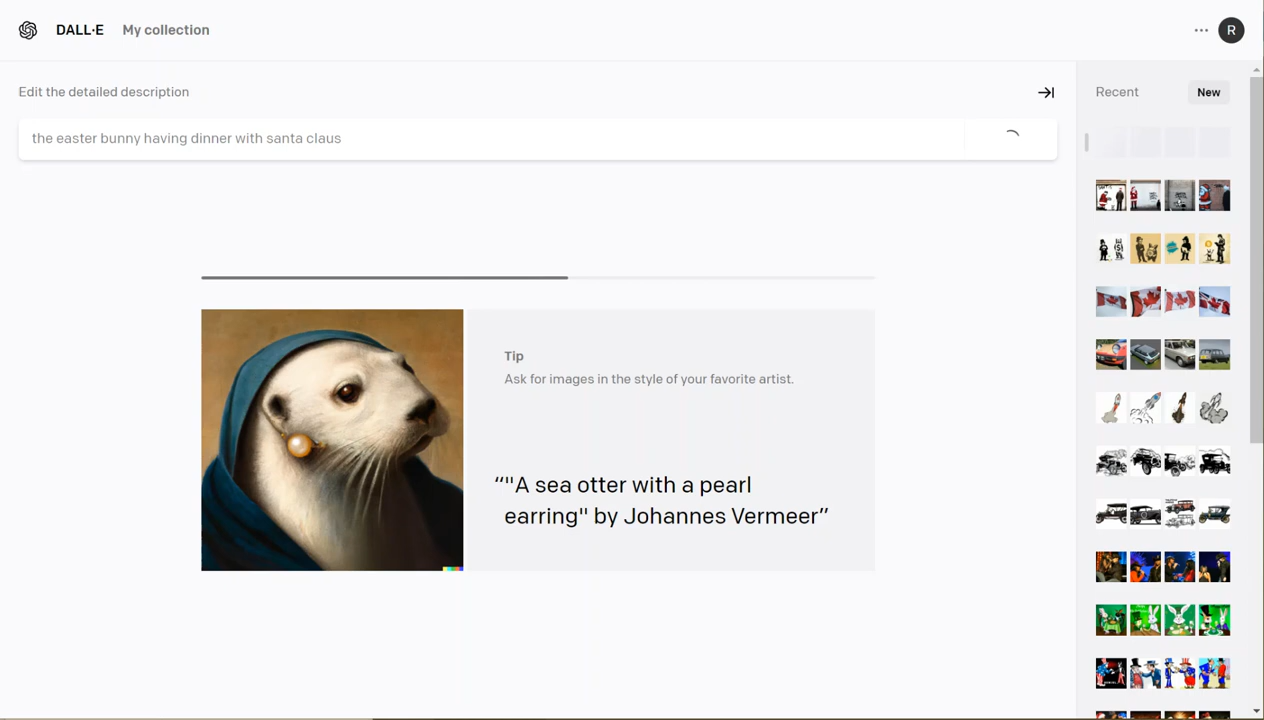 DALL·E My collection ··· R
Edit the detailed description
Recent New
the easter bunny having dinner with santa claus
Tip
Ask for images in the style of your favorite artist.
“"A sea otter with a pearl
earring" by Johannes Vermeer”